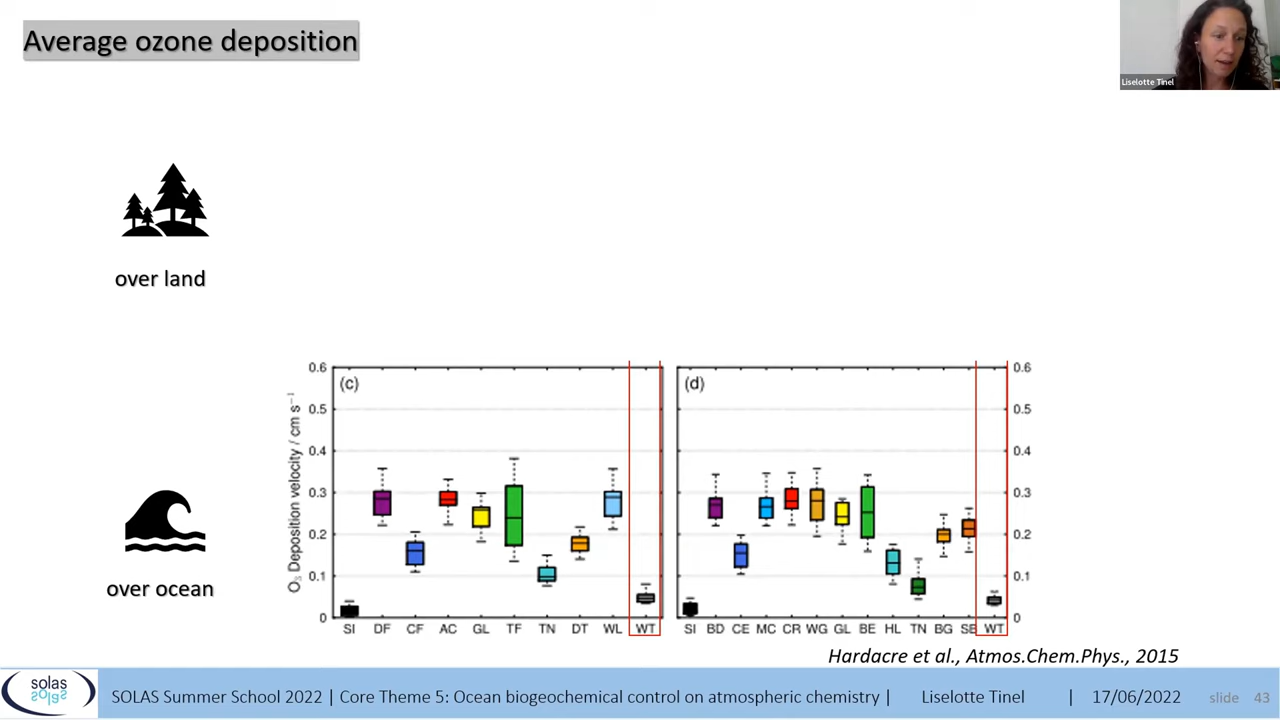 Average ozone deposition
Liselotte Tinel
over land
over ocean
O₃ Deposition velocity / cm s⁻¹
0.6
0.5
0.4
0.3
0.2
0.1
0
(c)
SI DF CF AC GL TF TN DT WL WT
(d)
SI BD CE MC CR WG GL BE HL TN BG SB WT
0.6
0.5
0.4
0.3
0.2
0.1
0
Hardacre et al., Atmos.Chem.Phys., 2015
solas
solas
SOLAS Summer School 2022 | Core Theme 5: Ocean biogeochemical control on atmospheric chemistry | Liselotte Tinel | 17/06/2022 slide 43